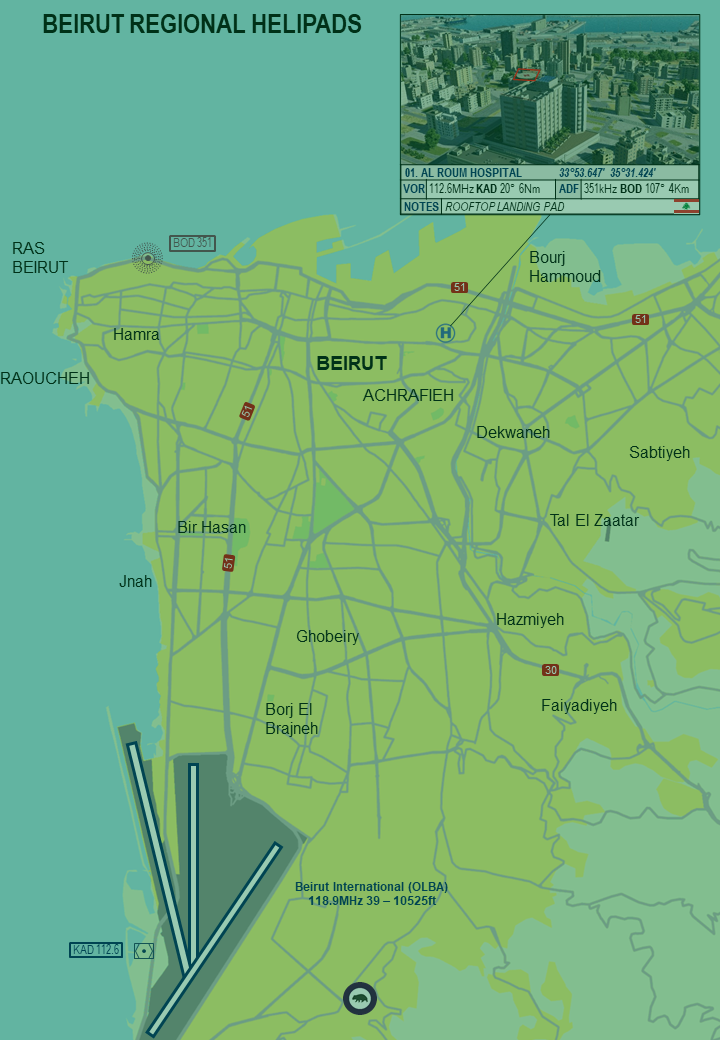 BEIRUT REGIONAL HELIPADS
01. AL ROUM HOSPITAL 33°53.647' 35°31.424'
VOR 112.6MHz KAD 20° 6Nm ADF 351kHz BOD 107° 4Km
NOTES ROOFTOP LANDING PAD
BOD 351
RAS
BEIRUT
Bourj
Hammoud
51
51
Hamra
BEIRUT
RAOUCHEH
ACHRAFIEH
51
Dekwaneh
Sabtiyeh
H
Bir Hasan
Tal El Zaatar
51
Jnah
Hazmiyeh
Ghobeiry
30
Faiyadiyeh
Borj El
Brajneh
Beirut International (OLBA)
118.9MHz 39 – 10525ft
KAD 112.6